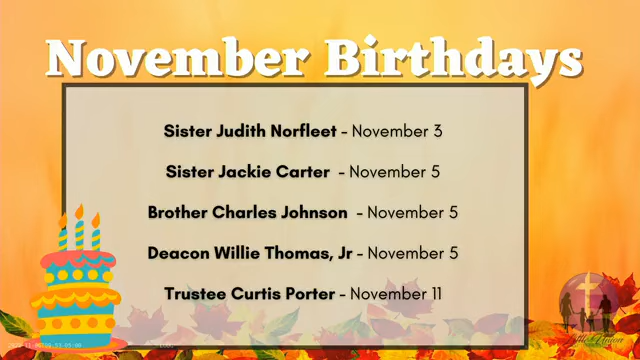 November Birthdays
Sister Judith Norfleet - November 3
Sister Jackie Carter - November 5
Brother Charles Johnson - November 5
Deacon Willie Thomas, Jr - November 5
Trustee Curtis Porter - November 11